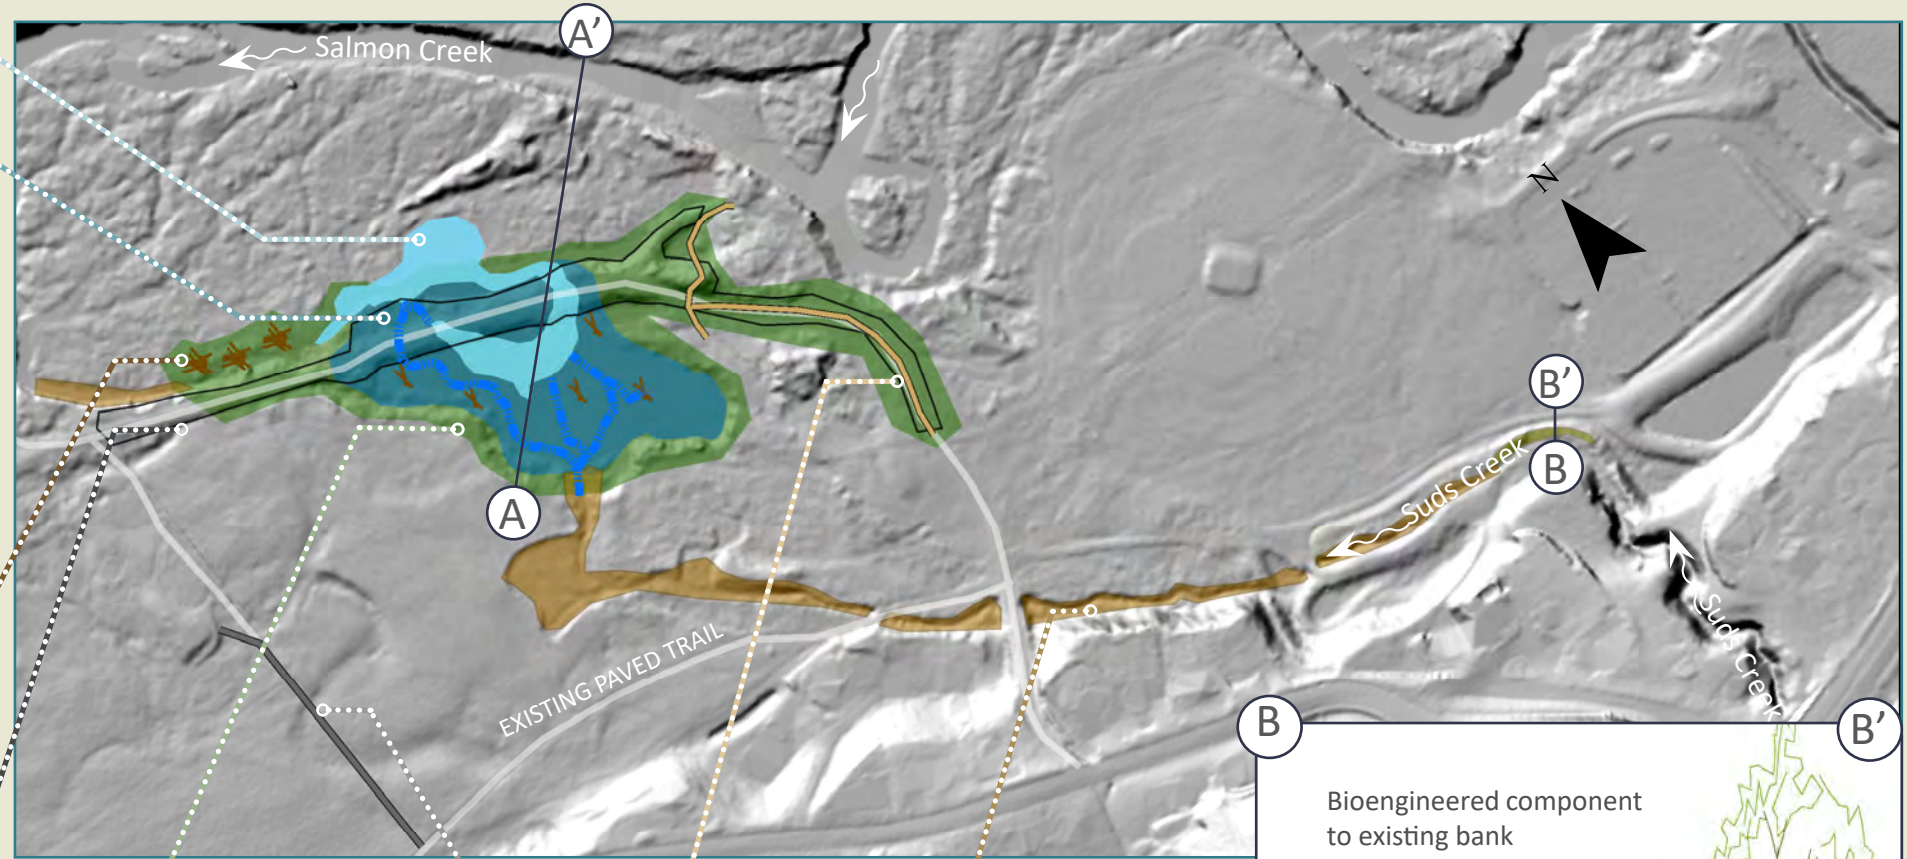 A’
Salmon Creek
N
B’
Suds Creek
B
A
Suds Creek
EXISTING PAVED TRAIL
B
B’
Bioengineered component
to existing bank